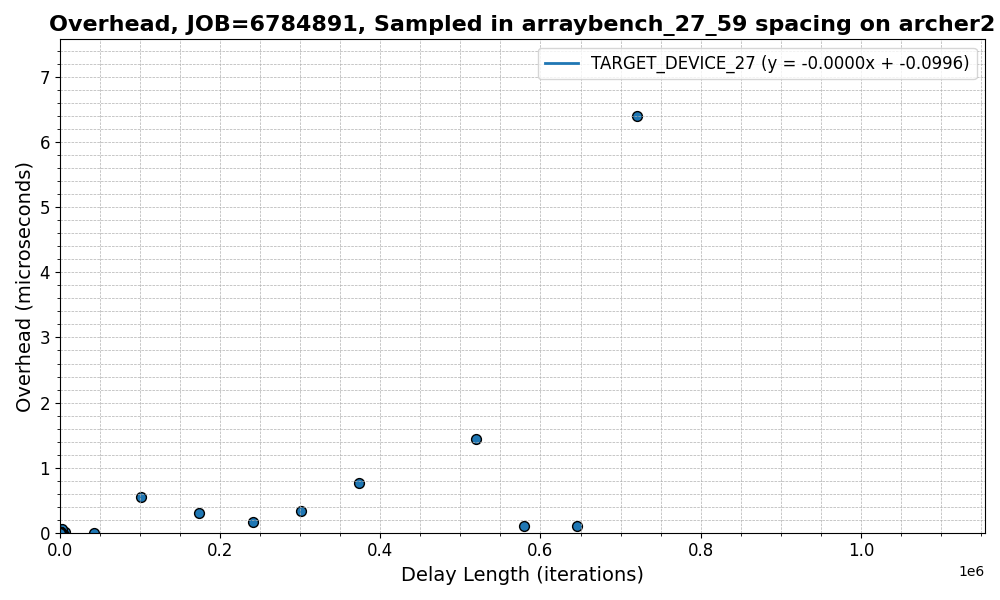 Overhead, JOB=6784891, Sampled in arraybench_27_59 spacing on archer2
TARGET_DEVICE_27 (y = -0.0000x + -0.0996)
Overhead (microseconds)
7
6
5
4
3
2
1
0
0.0 0.2 0.4 0.6 0.8 1.0
1e6
Delay Length (iterations)